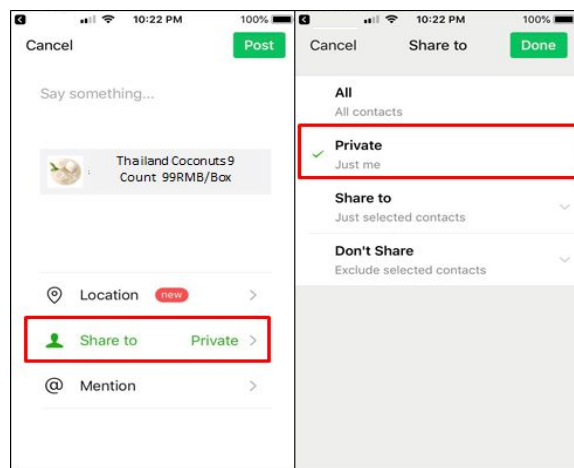 10:22 PM
100%
Cancel
Post
Say something...
Thailand Coconuts9
Count 99RMB/Box
Location new
Share to Private
@ Mention
10:22 PM
100%
Cancel Share to Done
All
All contacts
Private
Just me
Share to
Just selected contacts
Don't Share
Exclude selected contacts